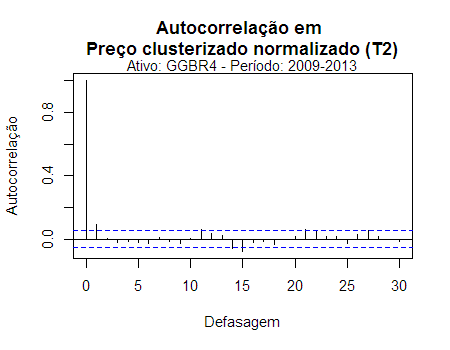 Autocorrelação em
Preço clusterizado normalizado (T2)
Ativo: GGBR4 - Período: 2009-2013
Autocorrelação
0.8
0.4
0.0
0 5 10 15 20 25 30
Defasagem